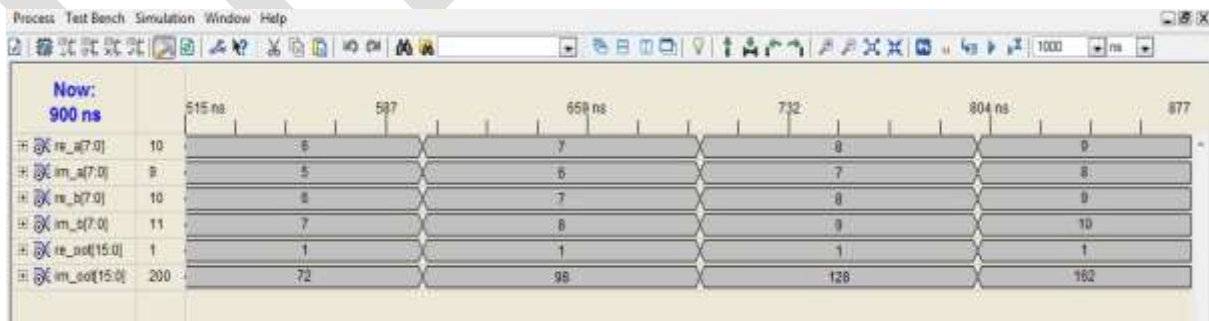 Process Test Bench Simulation Window Help
1000 ns
Now:
900 ns
515 ns 587 659 ns 732 804 ns 877
re_a[7:0] 10 6 7 8 9
im_a[7:0] 9 5 6 7 8
re_b[7:0] 10 6 7 8 9
im_b[7:0] 11 7 8 9 10
re_oot[15:0] 1 1 1 1 1
im_oot[15:0] 200 72 98 128 162